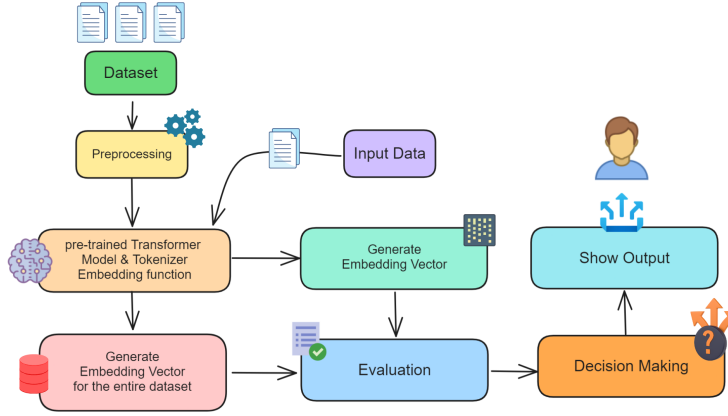 Dataset
Preprocessing
Input Data
pre-trained Transformer
Model & Tokenizer
Embedding function
Generate
Embedding Vector
Show Output
Generate
Embedding Vector
for the entire dataset
Evaluation
Decision Making
?